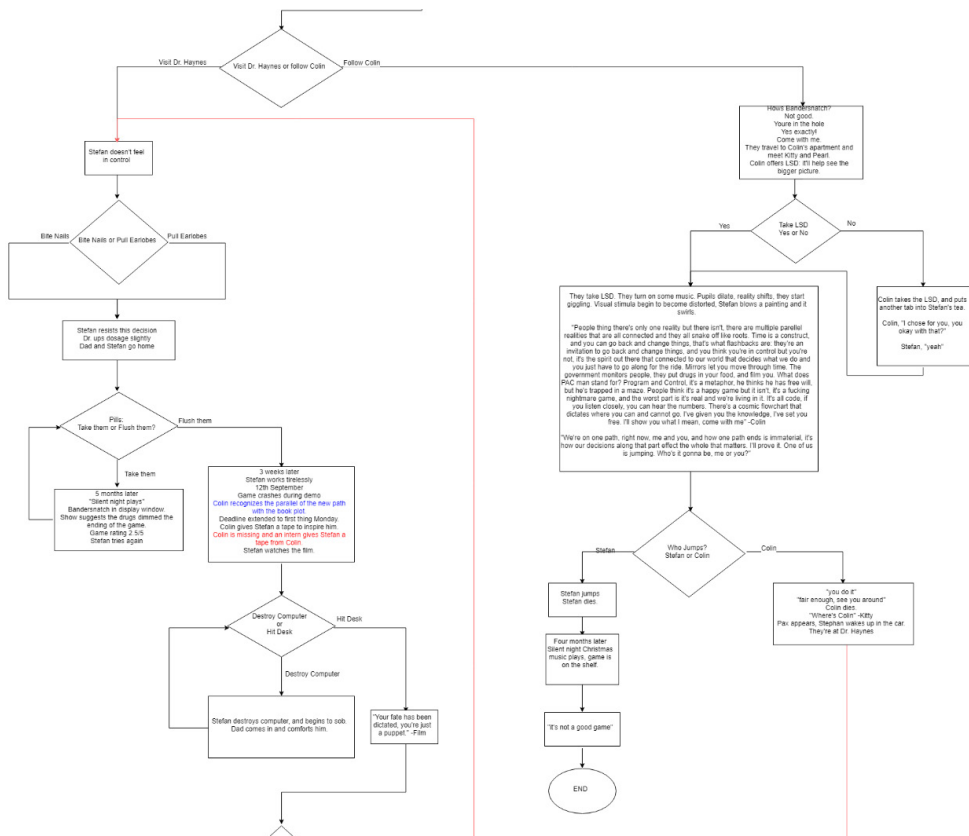 Visit Dr. Haynes
Visit Dr. Haynes or follow Colin
Follow Colin
Stefan doesn't feel
in control
Bite Nails
Bite Nails or Pull Earlobes
Pull Earlobes
Stefan resists this decision
Dr. ups dosage slightly
Dad and Stefan go home
Pills:
Take them or Flush them?
Flush them
Take them
5 months later
"Silent night plays"
Bandersnatch in display window.
Show suggests the drugs dimmed the
ending of the game.
Game rating 2.5/5
Stefan tries again
3 weeks later
Stefan works tirelessly
12th September
Game crashes during demo
Colin recognizes the parallel of the new path
with the book plot.
Deadline extended to first thing Monday.
Colin gives Stefan a tape to inspire him.
Colin is missing and an intern gives Stefan a
tape from Colin.
Stefan watches the film.
Destroy Computer
or
Hit Desk
Hit Desk
Destroy Computer
Stefan destroys computer, and begins to sob.
Dad comes in and comforts him.
"Your fate has been
dictated, you're just
a puppet." -Film
Hows Bandersnatch?
Not good.
Youre in the hole
Yes exactly!
Come with me.
They travel to Colin's apartment and
meet Kitty and Pearl.
Colin offers LSD: it'll help see the
bigger picture.
Yes
Take LSD
Yes or No
No
Colin takes the LSD, and puts
another tab into Stefan's tea.
Colin, "I chose for you, you
okay with that?"
Stefan, "yeah"
They take LSD. They turn on some music. Pupils dilate, reality shifts, they start
giggling. Visual stimula begin to become distorted, Stefan blows a painting and it
swirls.
"People thing there's only one reality but there isn't, there are multiple parellel
realities that are all connected and they all snake off like roots. Time is a construct,
and you can go back and change things, that's what flashbacks are: they're an
invitation to go back and change things, and you think you're in control but you're
not, it's the spirit out there that connected to our world that decides what we do and
you just have to go along for the ride. Mirrors let you move through time. The
government monitors people, they put drugs in your food, and film you. What does
PAC man stand for? Program and Control, it's a metaphor, he thinks he has free will,
but he's trapped in a maze. People think it's a happy game but it isn't, it's a fucking
nightmare game, and the worst part is it's real and we're living in it. It's all code, if
you listen closely, you can hear the numbers. There's a cosmic flowchart that
dictates where you can and cannot go. I've given you the knowledge, I've set you
free. I'll show you what I mean, come with me" -Colin
"We're on one path, right now, me and you, and how one path ends is immaterial, it's
how our decisions along that part effect the whole that matters. I'll prove it. One of us
is jumping. Who's it gonna be, me or you?"
Stefan
Who Jumps?
Stefan or Colin
Colin
Stefan jumps
Stefan dies.
Four months later
Silent night Christmas
music plays, game is
on the shelf.
"it's not a good game"
END
"you do it"
"fair enough, see you around"
Colin dies.
"Where's Colin" -Kitty
Pax appears, Stephan wakes up in the car.
They're at Dr. Haynes